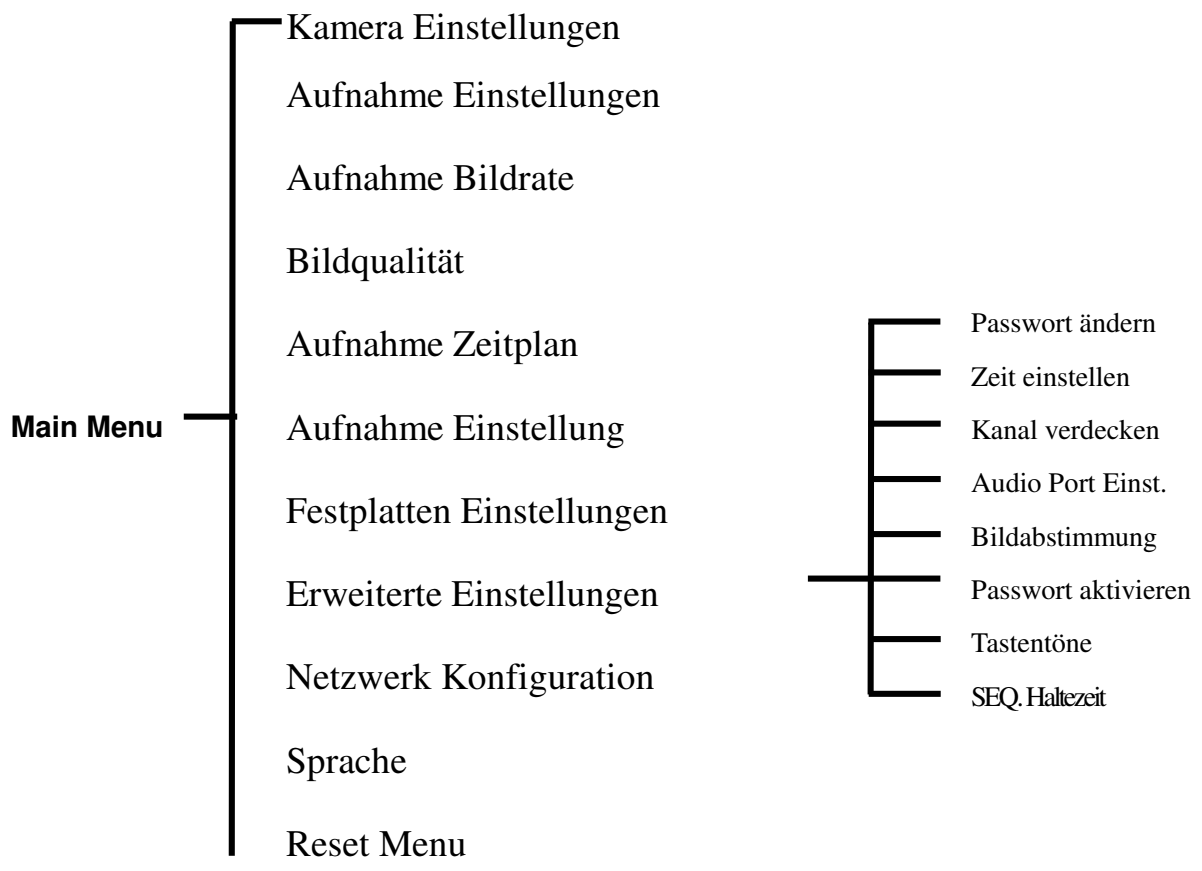 Main Menu
Kamera Einstellungen
Aufnahme Einstellungen
Aufnahme Bildrate
Bildqualität
Aufnahme Zeitplan
Aufnahme Einstellung
Festplatten Einstellungen
Erweiterte Einstellungen
Netzwerk Konfiguration
Sprache
Reset Menu
Passwort ändern
Zeit einstellen
Kanal verdecken
Audio Port Einst.
Bildabstimmung
Passwort aktivieren
Tastentöne
SEQ. Haltezeit